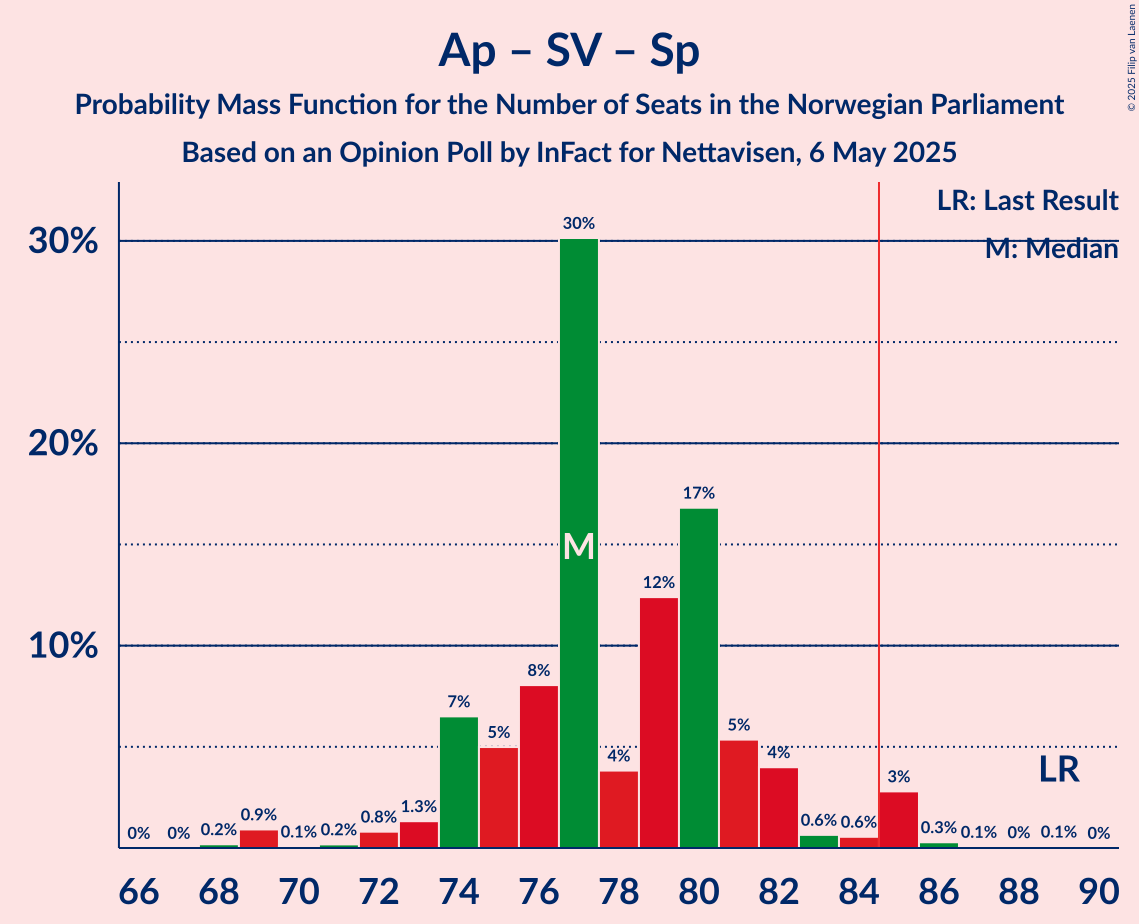 Ap – SV – Sp
Probability Mass Function for the Number of Seats in the Norwegian Parliament
Based on an Opinion Poll by InFact for Nettavisen, 6 May 2025
© 2025 Filip van Laenen
LR: Last Result
M: Median
30%
20%
10%
0% 0% 0.2% 0.9% 0.1% 0.2% 0.8% 1.3% 7% 5% 8% 30% 4% 12% 17% 5% 4% 0.6% 0.6% 3% 0.3% 0.1% 0% 0.1% 0%
M
LR
66 68 70 72 74 76 78 80 82 84 86 88 90